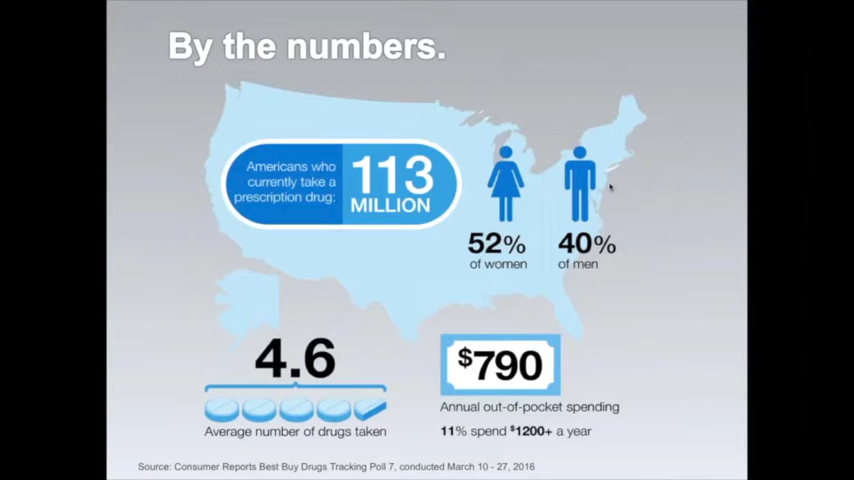 By the numbers.
Americans who
currently take a
prescription drug:
113
MILLION
52%
of women
40%
of men
4.6
Average number of drugs taken
$790
Annual out-of-pocket spending
11% spend $1200+ a year
Source: Consumer Reports Best Buy Drugs Tracking Poll 7, conducted March 10 - 27, 2016